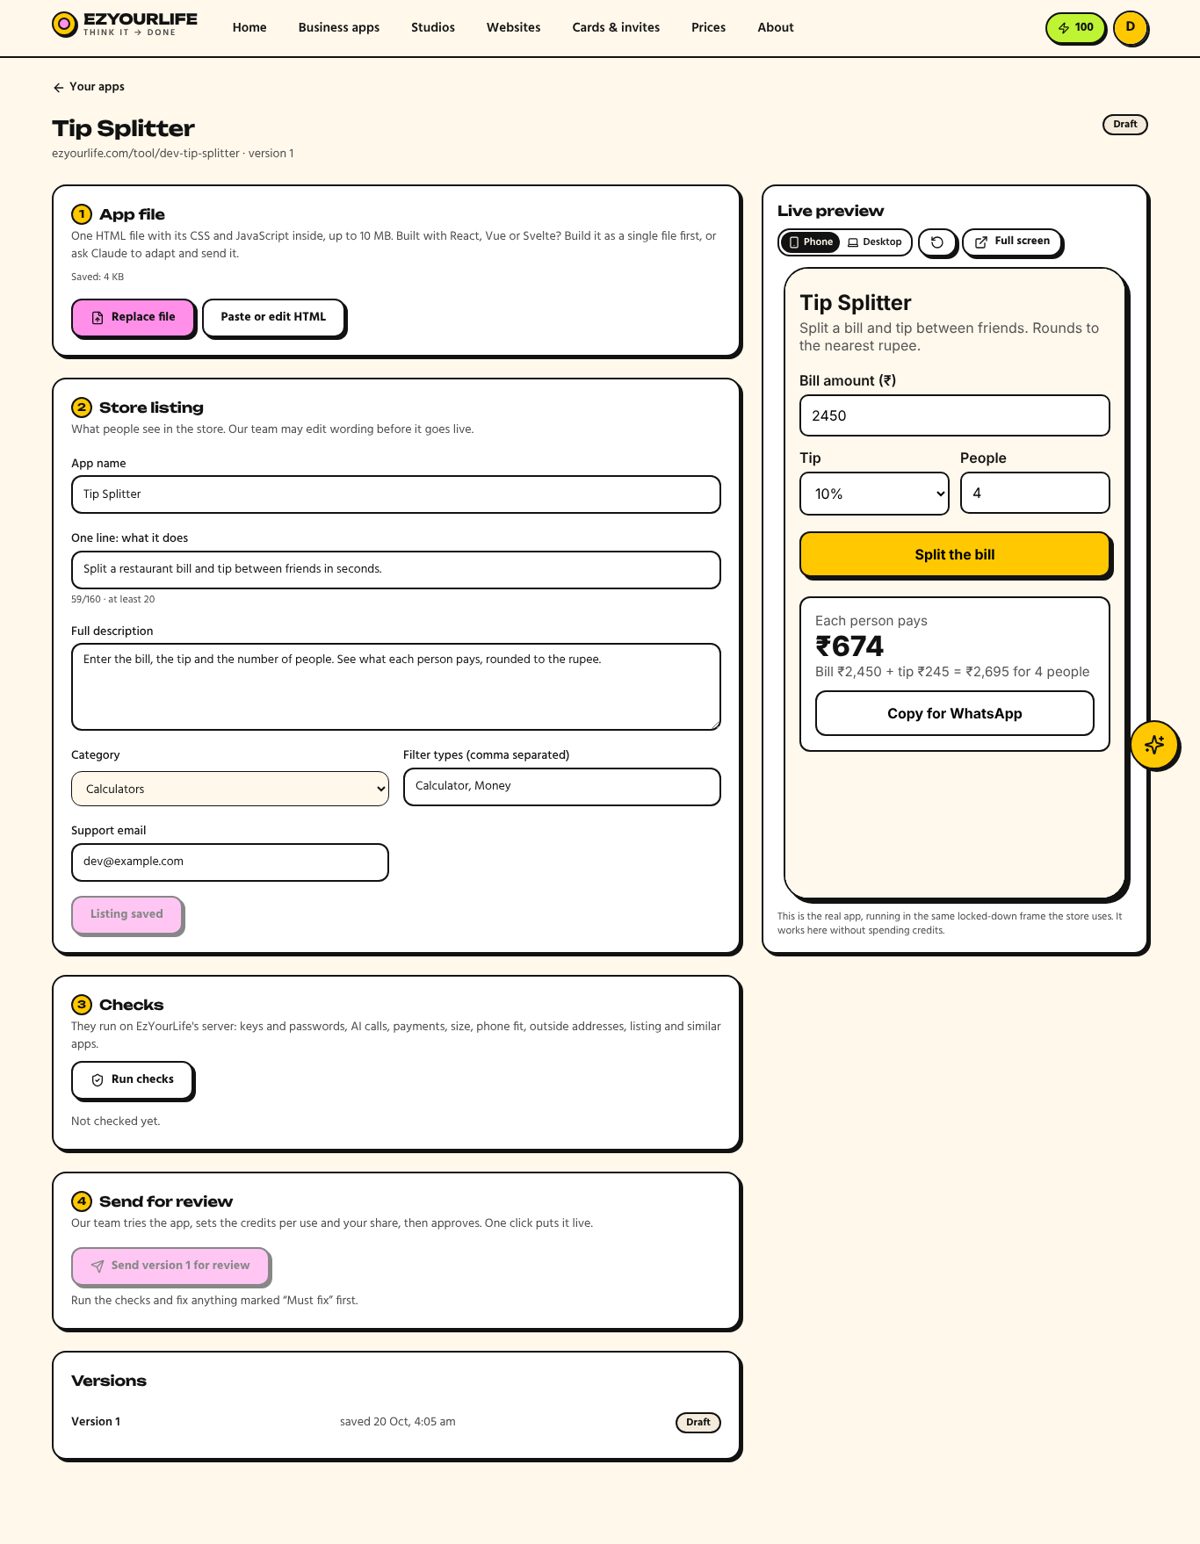 EZYOURLIFE
THINK IT → DONE
Home
Business apps
Studios
Websites
Cards & invites
Prices
About
100
D
← Your apps
Tip Splitter
Draft
ezyourlife.com/tool/dev-tip-splitter · version 1
1 App file
One HTML file with its CSS and JavaScript inside, up to 10 MB. Built with React, Vue or Svelte? Build it as a single file first, or
ask Claude to adapt and send it.
Saved: 4 KB
Replace file
Paste or edit HTML
2 Store listing
What people see in the store. Our team may edit wording before it goes live.
App name
Tip Splitter
One line: what it does
Split a restaurant bill and tip between friends in seconds.
59/160 · at least 20
Full description
Enter the bill, the tip and the number of people. See what each person pays, rounded to the rupee.
Category
Filter types (comma separated)
Calculators
Calculator, Money
Support email
dev@example.com
Listing saved
3 Checks
They run on EzYourLife's server: keys and passwords, AI calls, payments, size, phone fit, outside addresses, listing and similar
apps.
Run checks
Not checked yet.
4 Send for review
Our team tries the app, sets the credits per use and your share, then approves. One click puts it live.
Send version 1 for review
Run the checks and fix anything marked “Must fix” first.
Versions
Version 1
saved 20 Oct, 4:05 am
Draft
Live preview
Phone
Desktop
Full screen
Tip Splitter
Split a bill and tip between friends. Rounds to
the nearest rupee.
Bill amount (₹)
2450
Tip
People
10%
4
Split the bill
Each person pays
₹674
Bill ₹2,450 + tip ₹245 = ₹2,695 for 4 people
Copy for WhatsApp
This is the real app, running in the same locked-down frame the store uses. It
works here without spending credits.